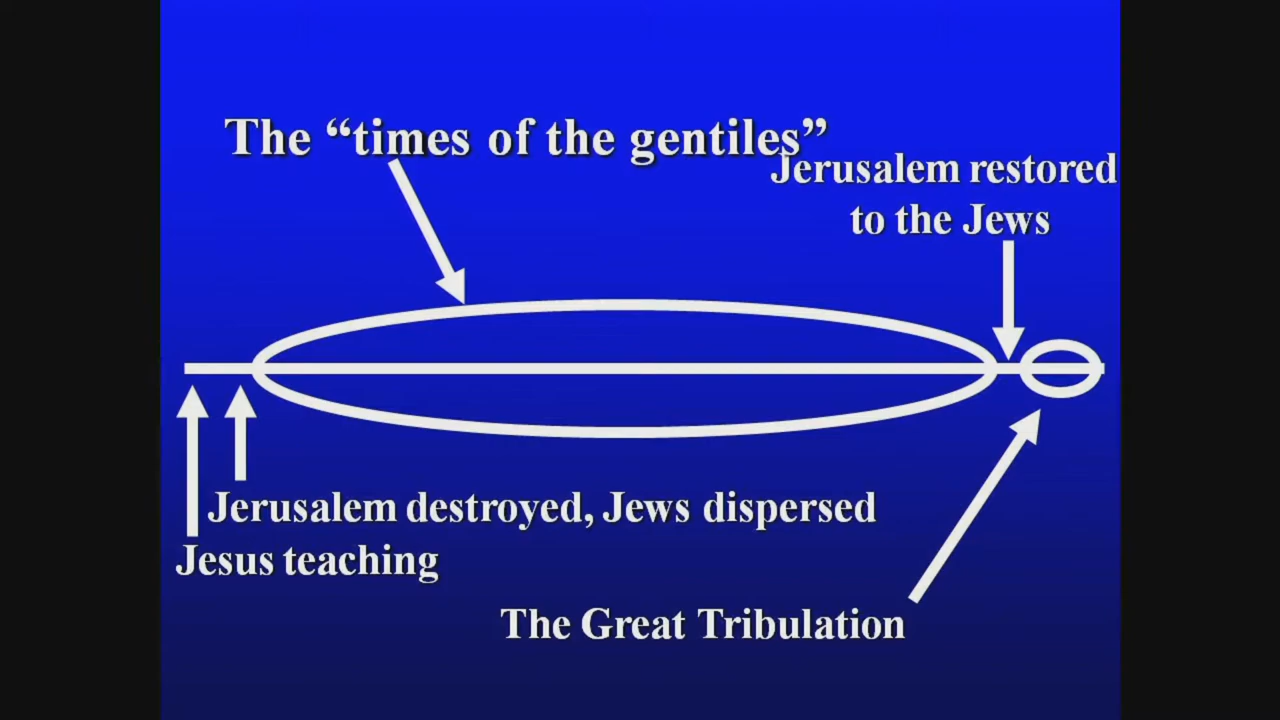 The “times of the gentiles”
Jerusalem restored
to the Jews
Jerusalem destroyed, Jews dispersed
Jesus teaching
The Great Tribulation